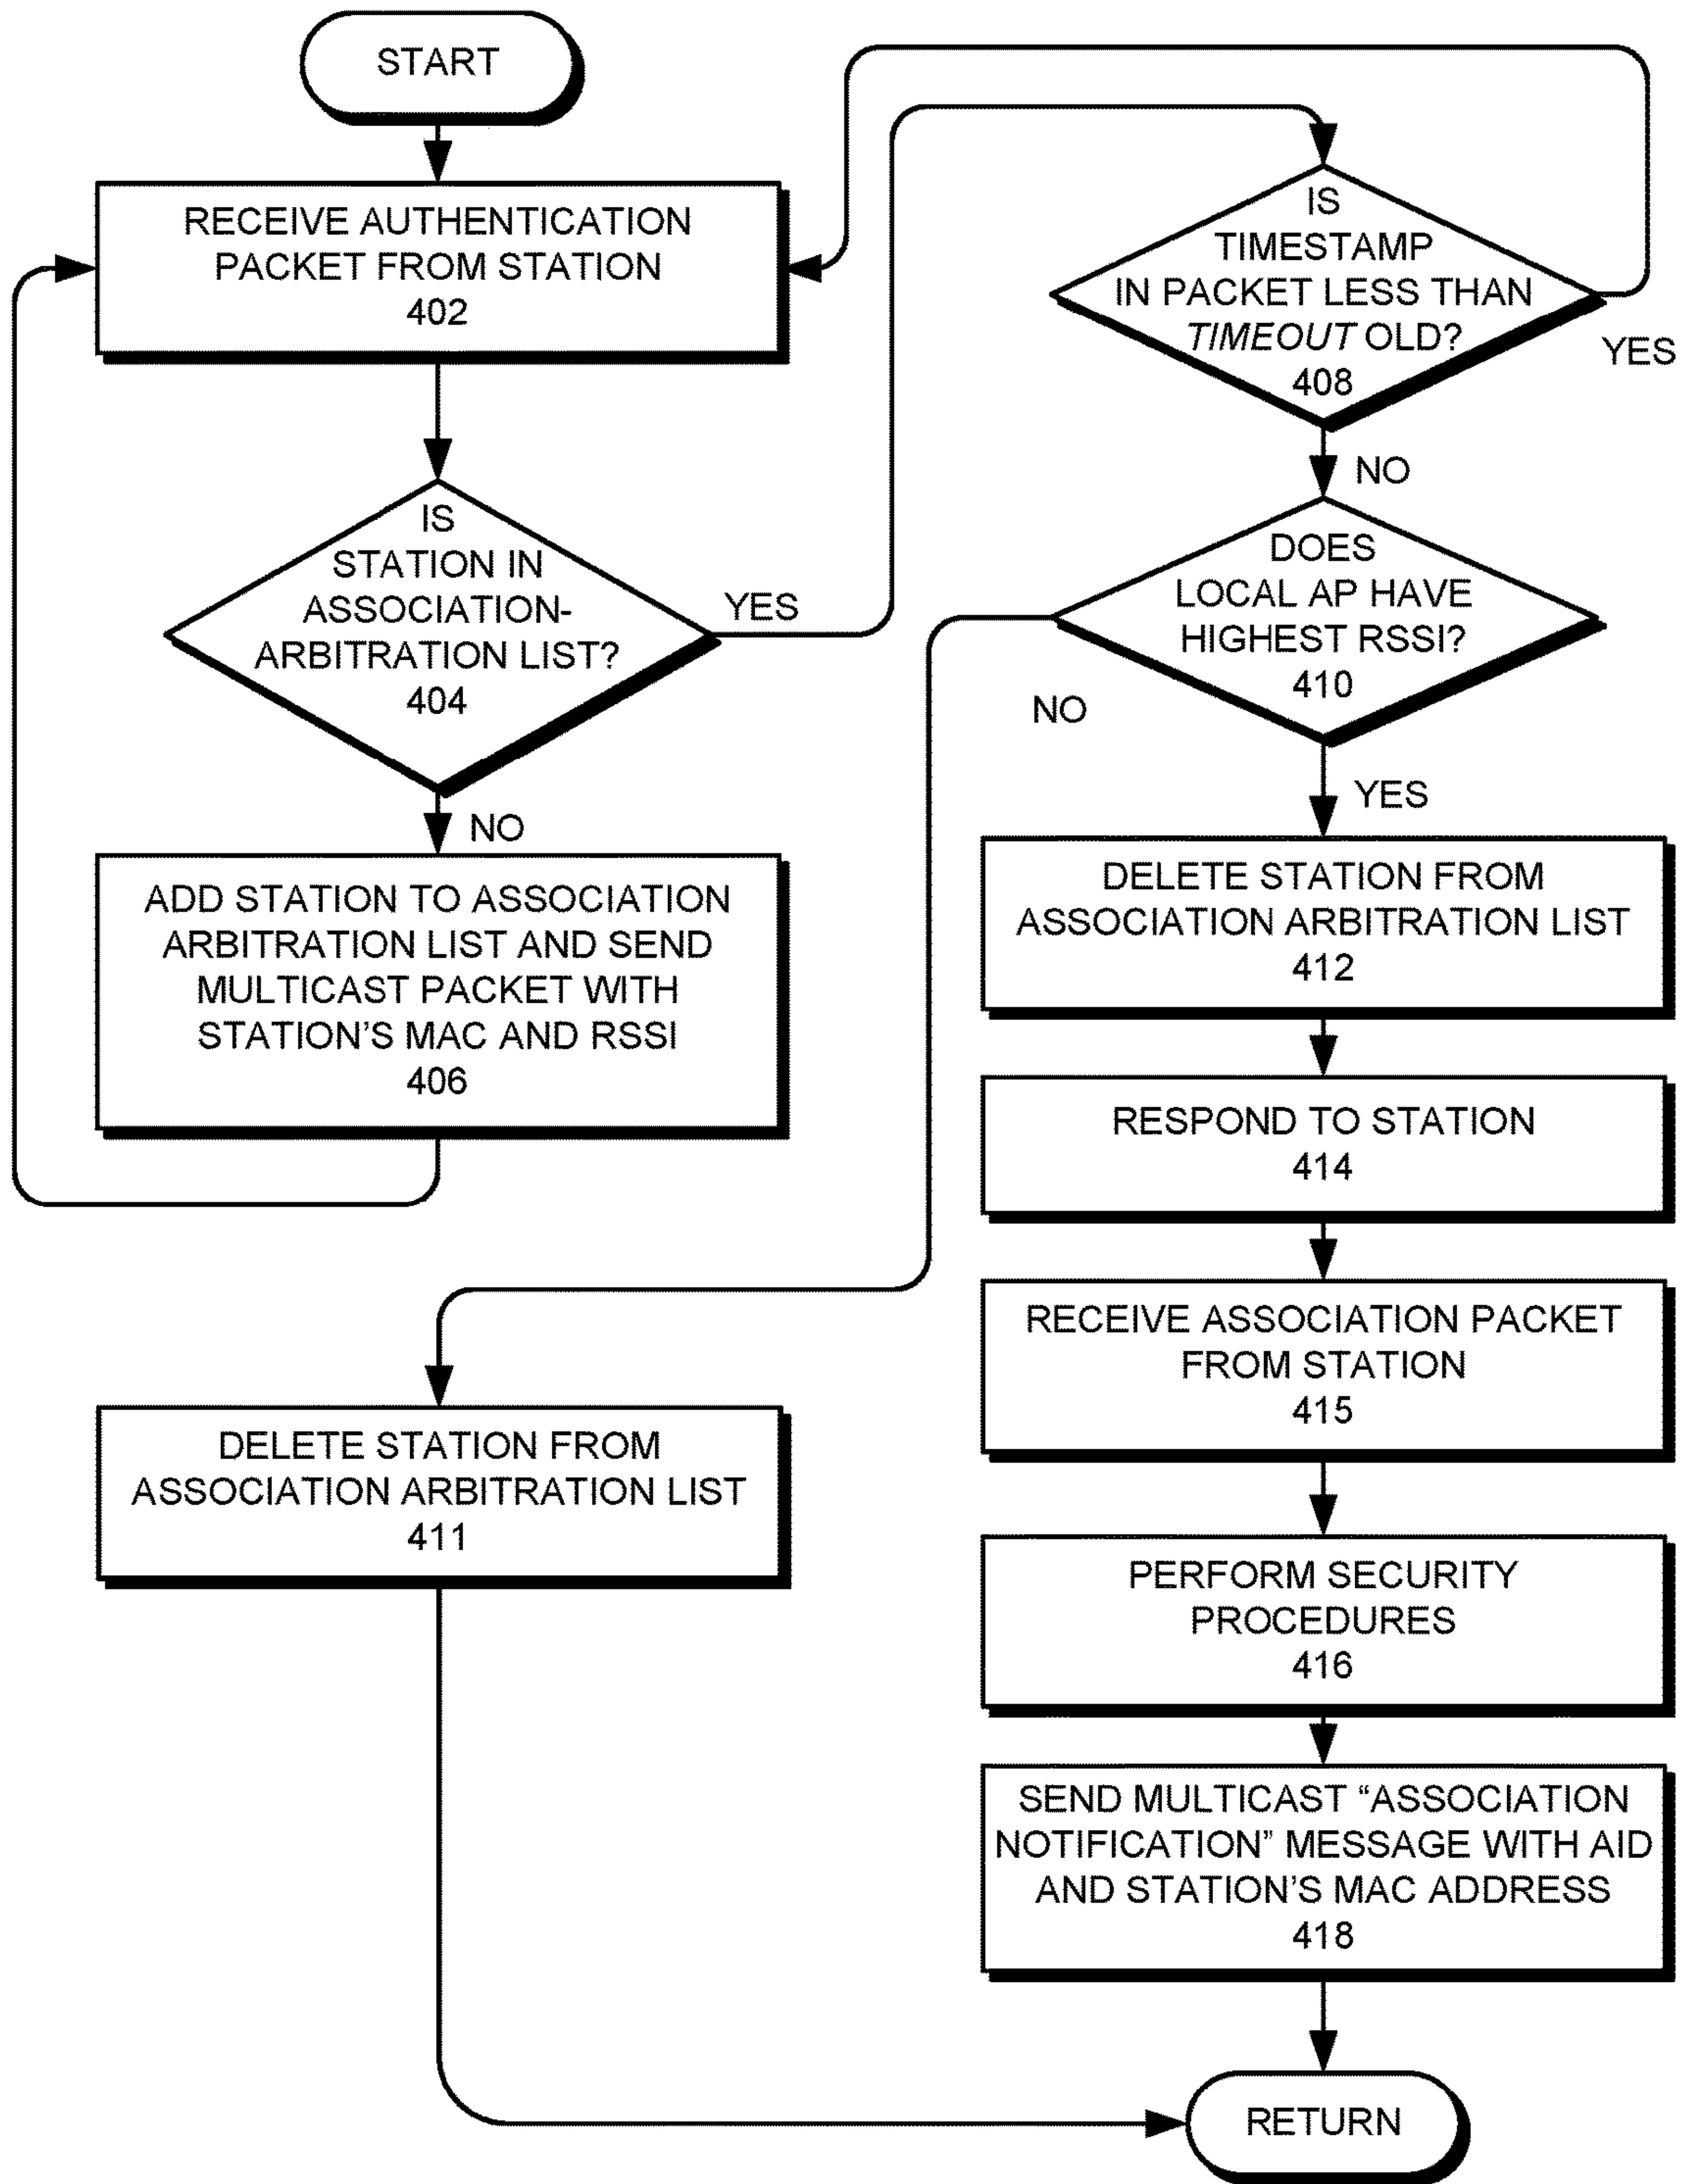 START
RECEIVE AUTHENTICATION
PACKET FROM STATION
402
IS
STATION IN
ASSOCIATION-
ARBITRATION LIST?
404
YES
NO
ADD STATION TO ASSOCIATION
ARBITRATION LIST AND SEND
MULTICAST PACKET WITH
STATION'S MAC AND RSSI
406
IS
TIMESTAMP
IN PACKET LESS THAN
TIMEOUT OLD?
408
YES
NO
DOES
LOCAL AP HAVE
HIGHEST RSSI?
410
NO
YES
DELETE STATION FROM
ASSOCIATION ARBITRATION LIST
411
DELETE STATION FROM
ASSOCIATION ARBITRATION LIST
412
RESPOND TO STATION
414
RECEIVE ASSOCIATION PACKET
FROM STATION
415
PERFORM SECURITY
PROCEDURES
416
SEND MULTICAST “ASSOCIATION
NOTIFICATION” MESSAGE WITH AID
AND STATION'S MAC ADDRESS
418
RETURN